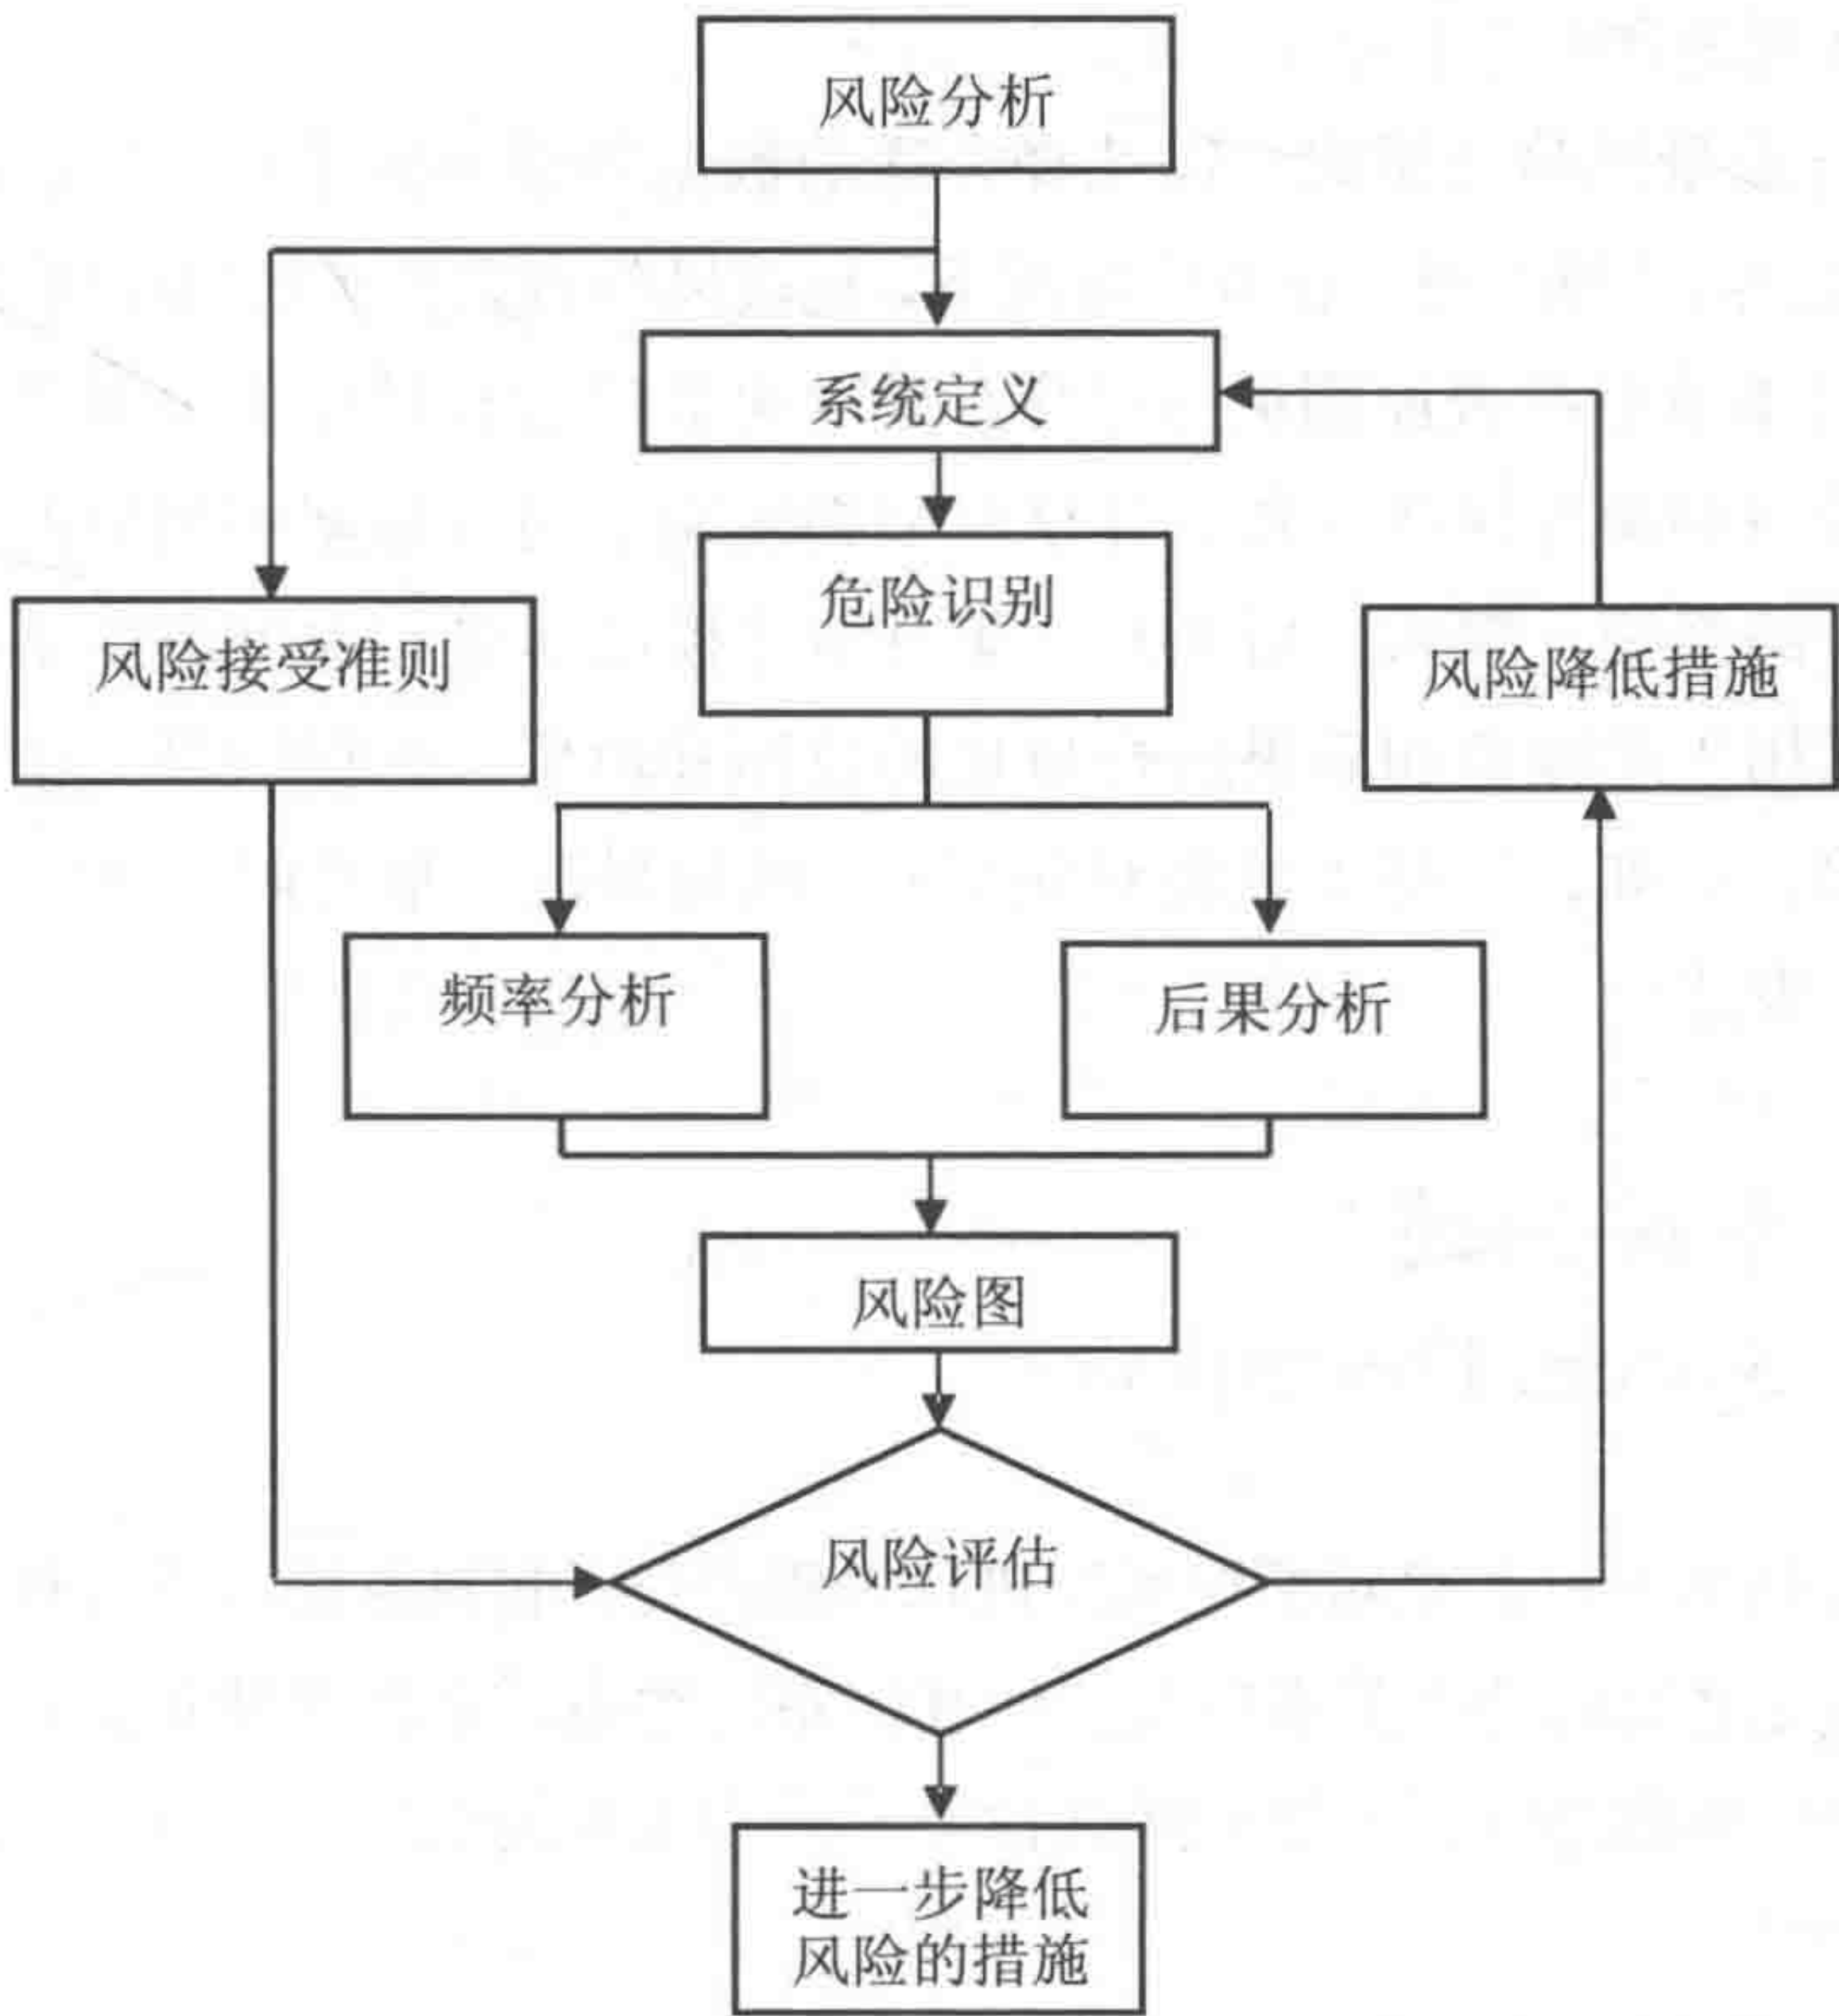 风险分析
系统定义
危险识别
风险接受准则
风险降低措施
频率分析
后果分析
风险图
风险评估
进一步降低
风险的措施